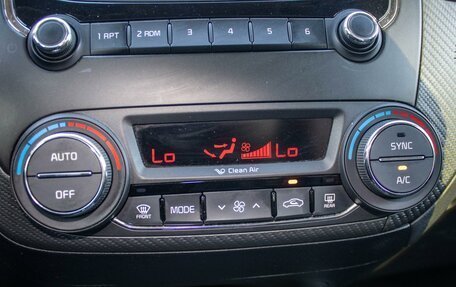 1 RPT 2 RDM 3 4 5 6
AUTO
OFF
Lo Lo
Clean Air
SYNC
A/C
FRONT MODE REAR